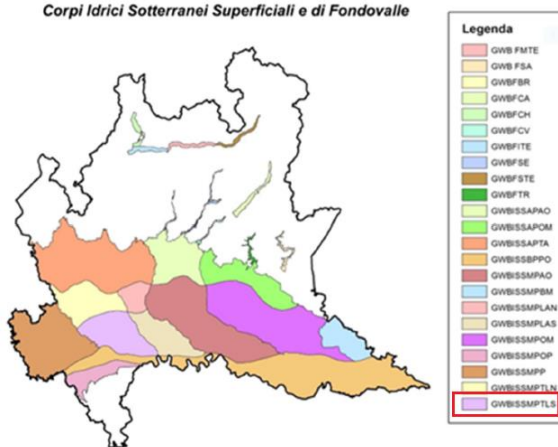 Corpi Idrici Sotterranei Superficiali e di Fondovalle
Legenda
GWB FMTE
GWB FSA
GWBFBR
GWBFCA
GWBFCH
GWBFCV
GWBFITE
GWBFSE
GWBFSTE
GWBFTR
GWBISSAPAO
GWBISSAPOM
GWBISSAPTA
GWBISSBPPO
GWBISSMPAO
GWBISSMPBM
GWBISSMPLAN
GWBISSMPLAS
GWBISSMPOM
GWBISSMPOP
GWBISSMPP
GWBISSMPTLN
GWBISSMPTLS